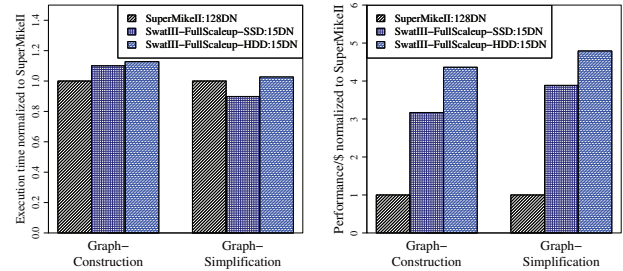 Execution time normalized to SuperMikeII
0.0
0.2
0.4
0.6
0.8
1.0
1.2
1.4
SuperMikeII:128DN
SwatIII−FullScaleup−SSD:15DN
SwatIII−FullScaleup−HDD:15DN
Graph−
Construction
Graph−
Simplification
Performance/$ normalized to SuperMikeII
0
1
2
3
4
5
6
SuperMikeII:128DN
SwatIII−FullScaleup−SSD:15DN
SwatIII−FullScaleup−HDD:15DN
Graph−
Construction
Graph−
Simplification